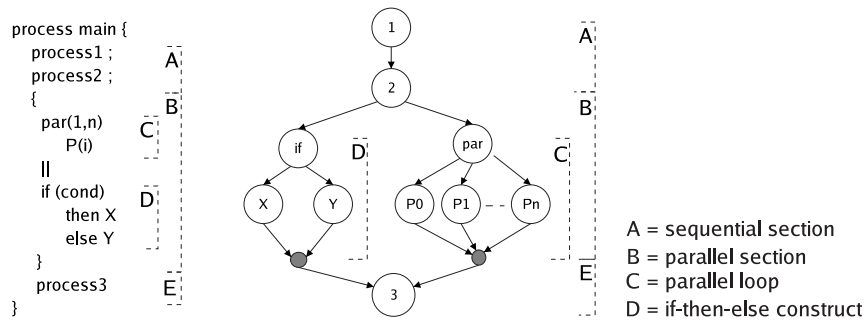 process main {
process1 ;
process2 ;
{
par(1,n)
P(i)
||
if (cond)
then X
else Y
}
process3
}
A
B
C
D
E
1
2
if
par
X
Y
P0
P1
Pn
3
D
C
A
B
E
A = sequential section
B = parallel section
C = parallel loop
D = if-then-else construct